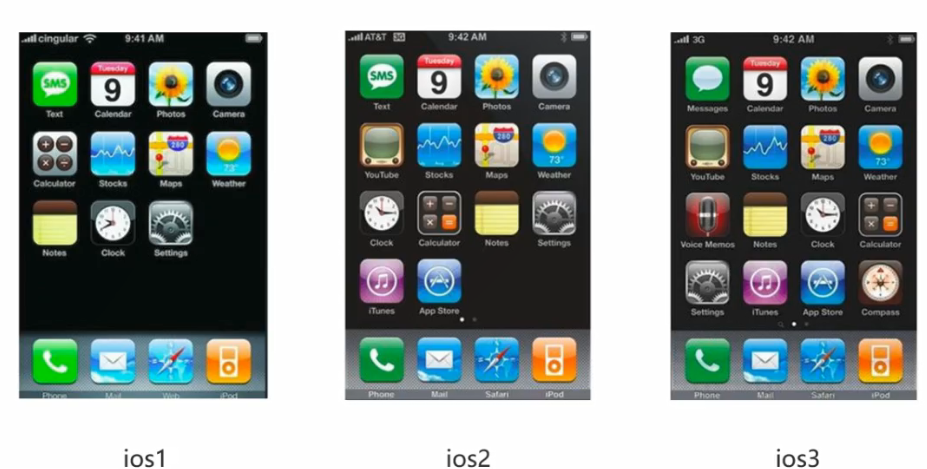 cingular 9:41 AM
SMS Tuesday 9
Text Calendar Photos Camera
280 73°
Calculator Stocks Maps Weather
Notes Clock Settings
Phone Mail Web iPod
ios1
AT&T 3G 9:42 AM
SMS Tuesday 9
Text Calendar Photos Camera
280 73°
YouTube Stocks Maps Weather
Clock Calculator Notes Settings
iTunes App Store
Phone Mail Safari iPod
ios2
3G 9:42 AM
Tuesday 9
Messages Calendar Photos Camera
280 73°
YouTube Stocks Maps Weather
Voice Memos Notes Clock Calculator
Settings iTunes App Store Compass
Phone Mail Safari iPod
ios3